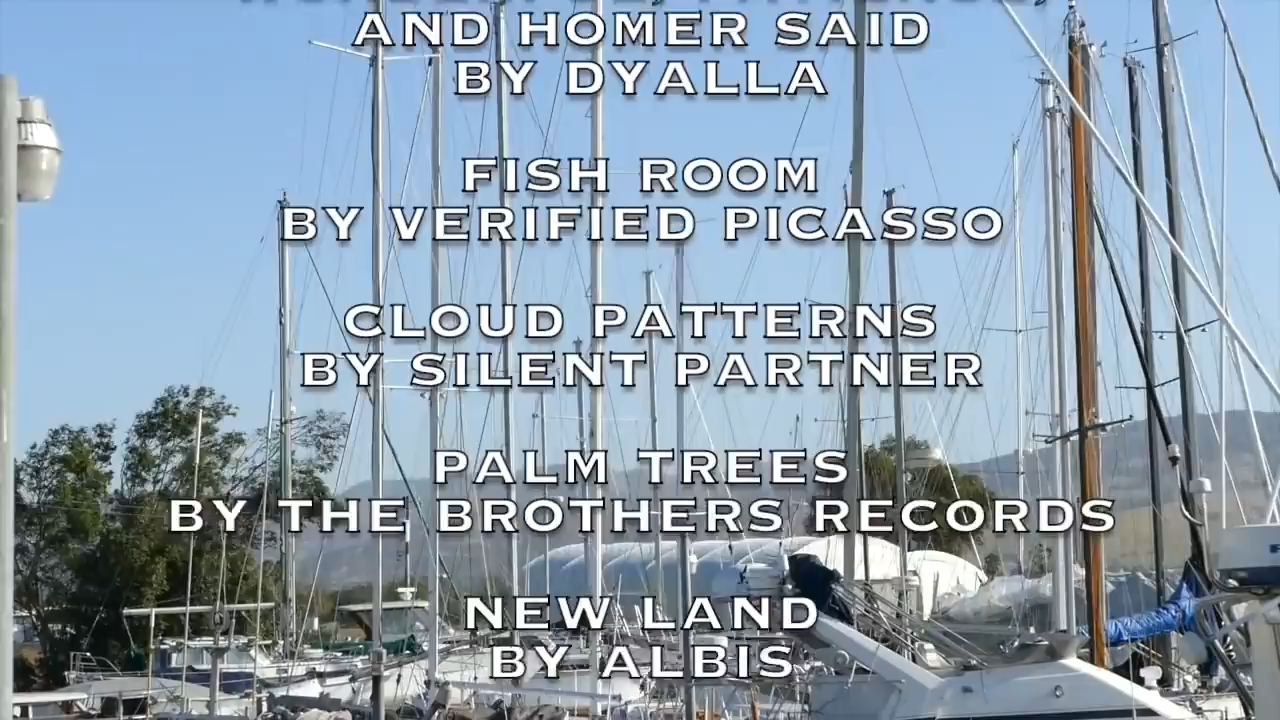 AND HOMER SAID
BY DYALLA
FISH ROOM
BY VERIFIED PICASSO
CLOUD PATTERNS
BY SILENT PARTNER
PALM TREES
BY THE BROTHERS RECORDS
NEW LAND
BY ALBIS